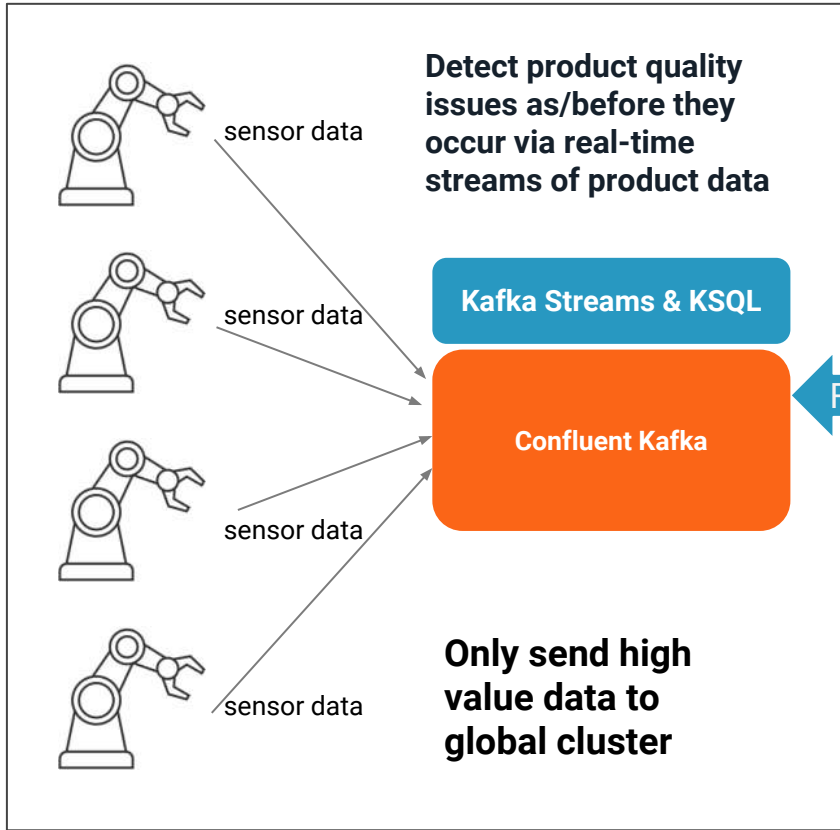 Detect product quality
issues as/before they
occur via real-time
streams of product data
sensor data
sensor data
Kafka Streams & KSQL
Confluent Kafka
sensor data
Only send high
value data to
global cluster
sensor data